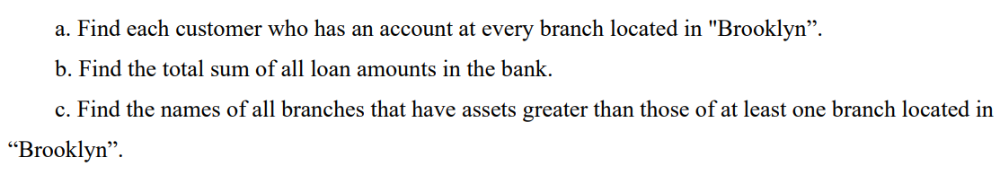 a. Find each customer who has an account at every branch located in "Brooklyn”.
b. Find the total sum of all loan amounts in the bank.
c. Find the names of all branches that have assets greater than those of at least one branch located in
“Brooklyn”.